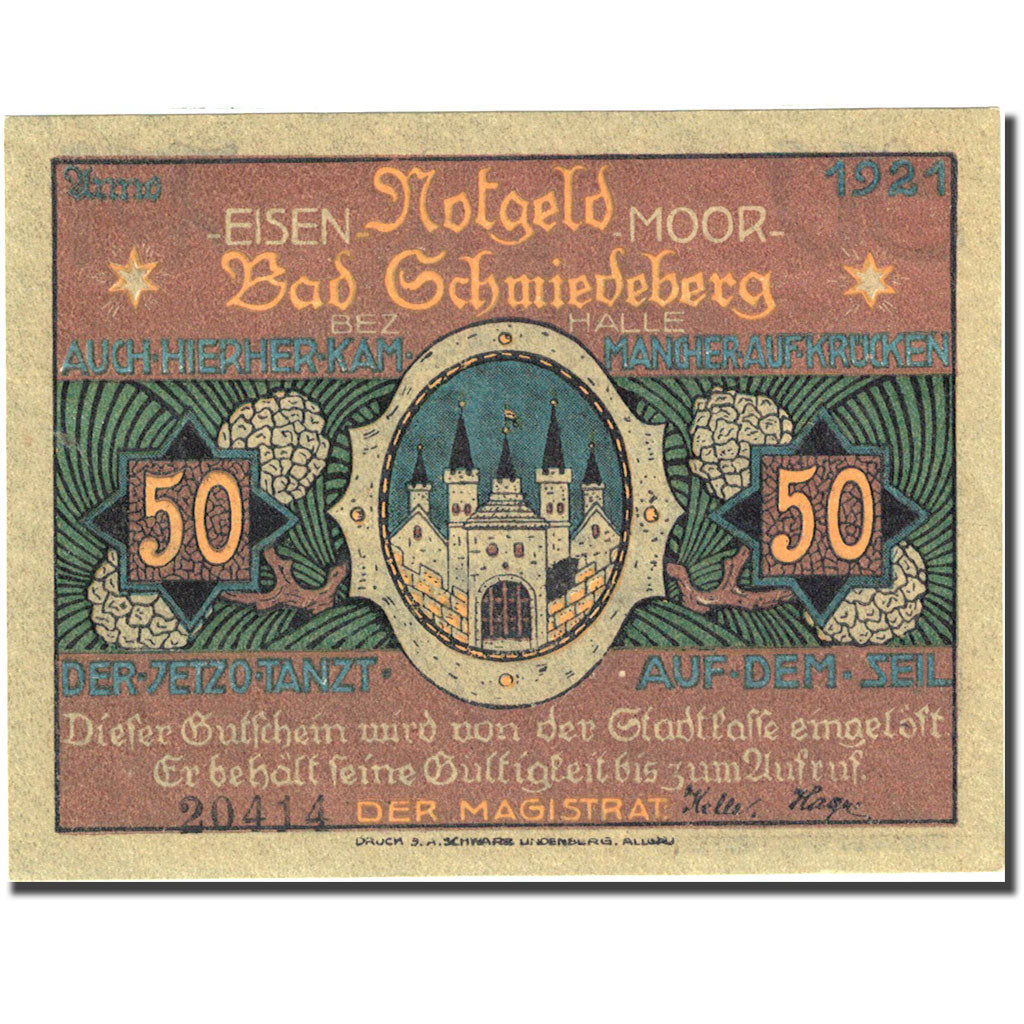 Anno 1921
Notgeld
-EISEN- -MOOR-
Bad Schmiedeberg
BEZ HALLE
AUCH·HIERHER·KAM· MANCHER·AUF·KRÜCKEN
50 50
DER·JETZO·TANZT· ·AUF·DEM·SEIL
Dieser Gutschein wird von der Stadtkasse eingelöst.
Er behält seine Gültigkeit bis zum Aufruf.
20414 DER MAGISTRAT
DRUCK J. A. SCHWARZ LINDENBERG, ALLGÄU